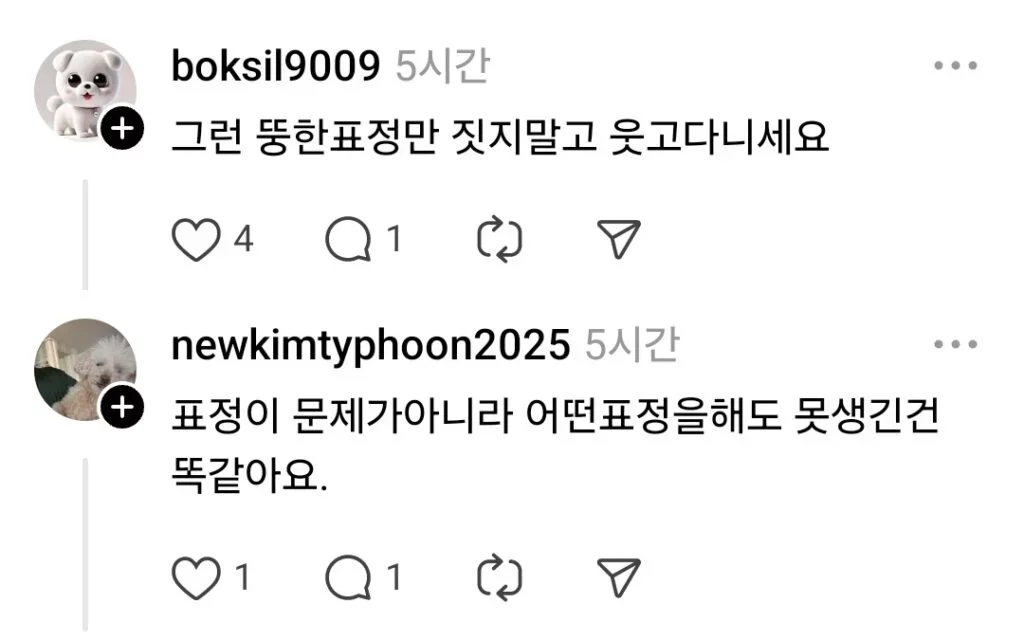 boksil9009 5시간
그런 뚱한표정만 짓지말고 웃고다니세요
4 1
newkimtyphoon2025 5시간
표정이 문제가아니라 어떤표정을해도 못생긴건
똑같아요.
1 1